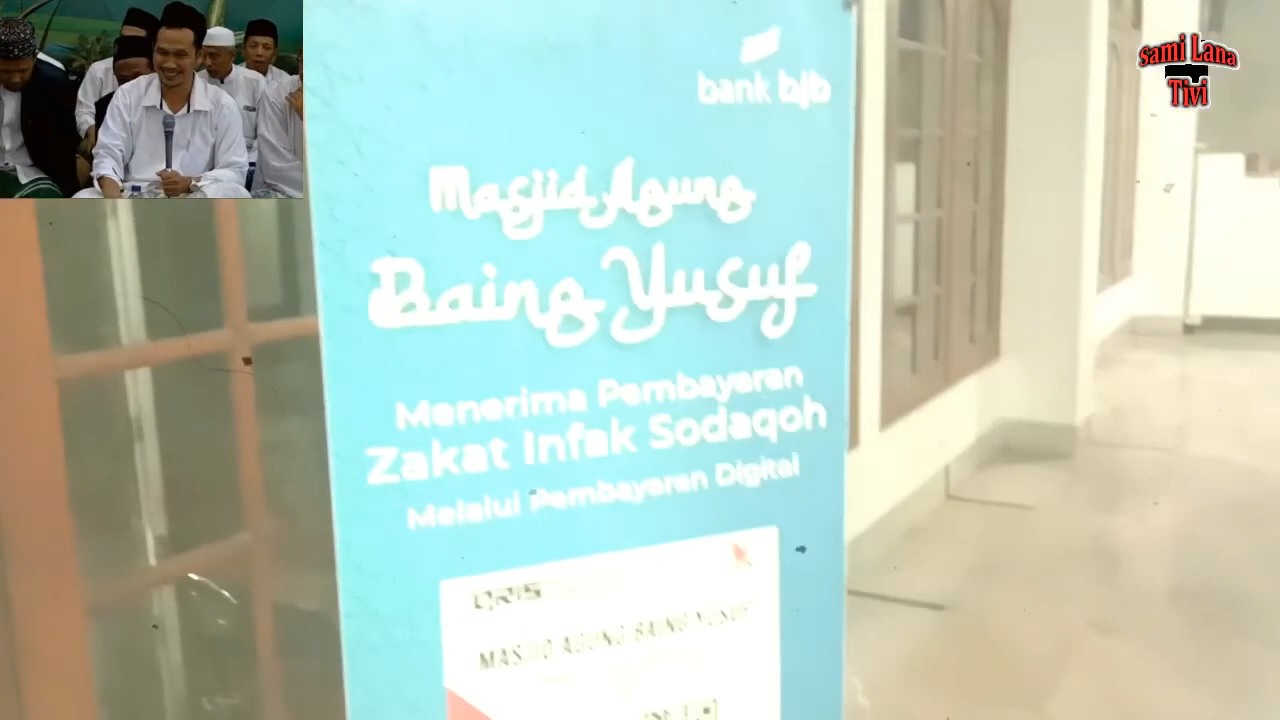 sami Lana
Tivi
bank bjb
Masjid Agung
Baing Yusuf
Menerima Pembayaran
Zakat Infak Sodaqoh
Melalui Pembayaran Digital
QRIS
MASJID AGUNG BAING YUSUF